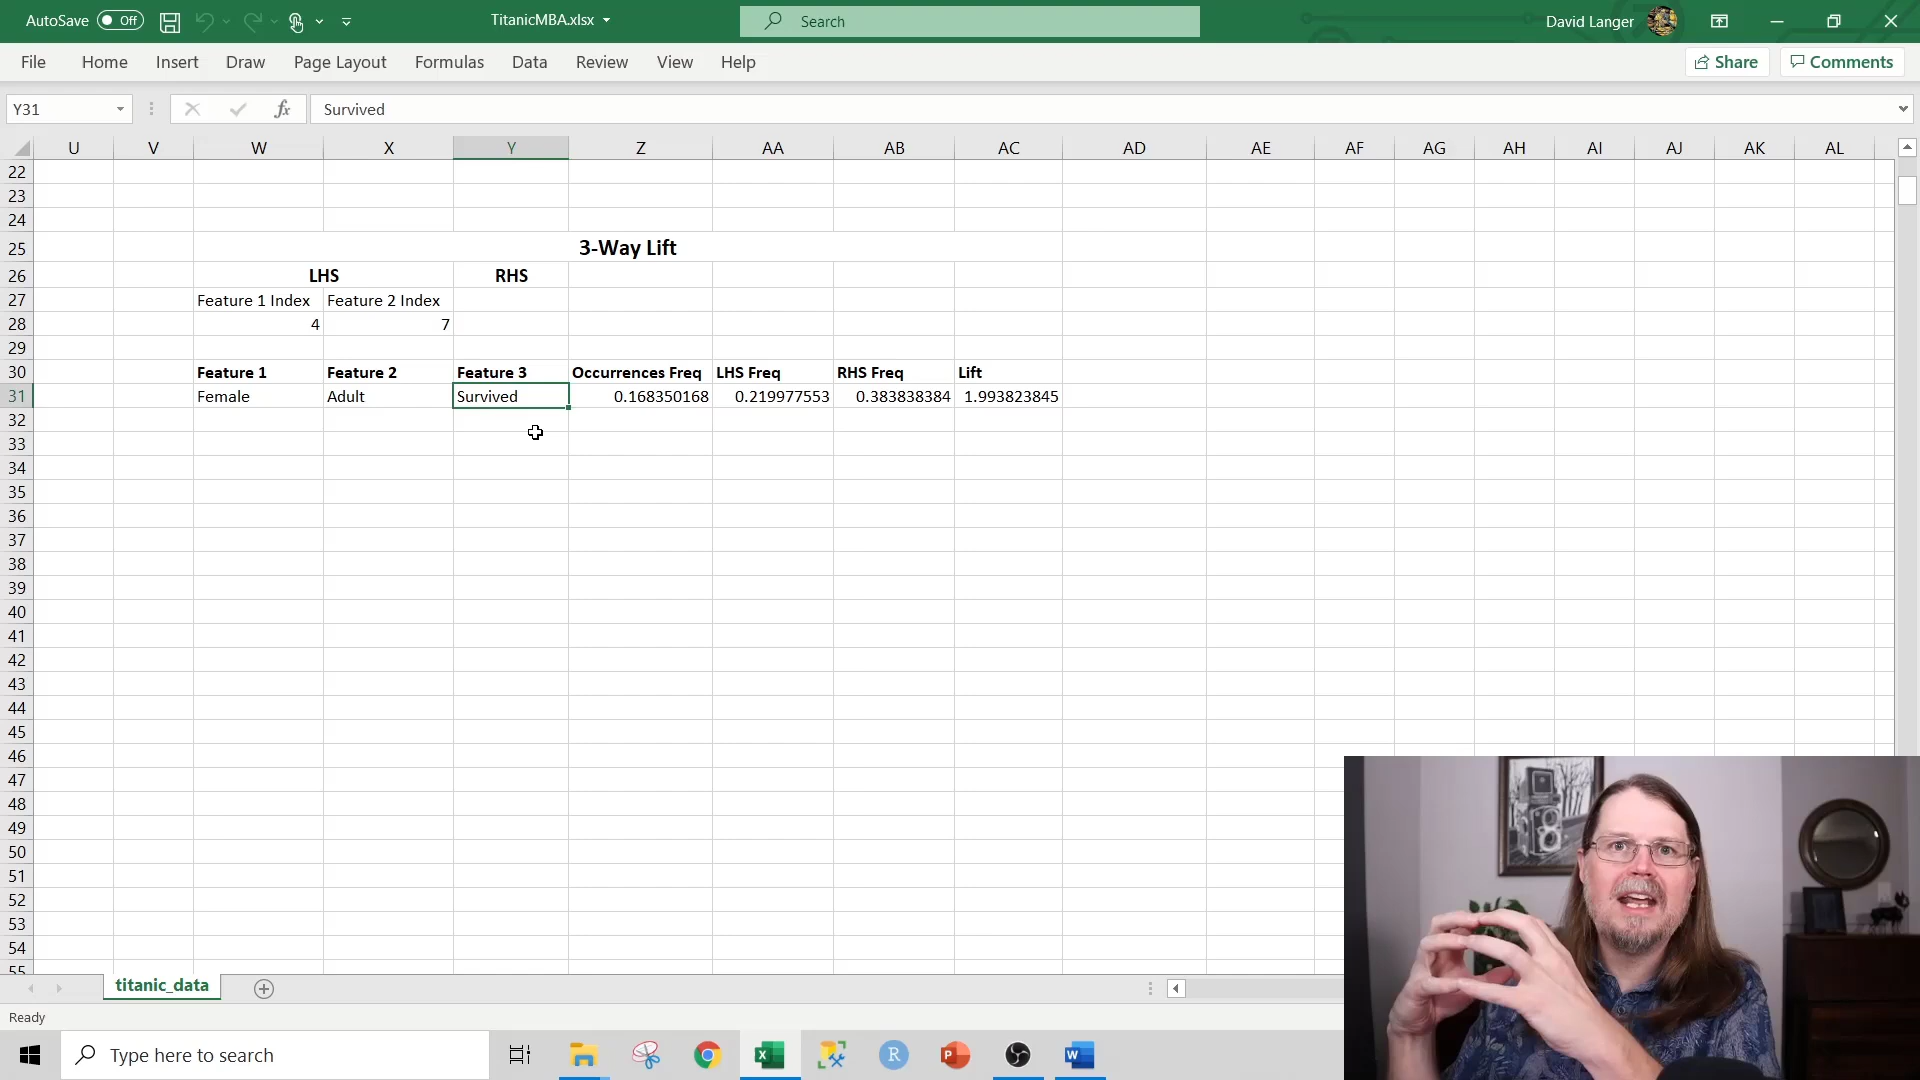 AutoSave Off TitanicMBA.xlsx Search David Langer
File Home Insert Draw Page Layout Formulas Data Review View Help Share Comments
Y31 fx Survived
U V W X Y Z AA AB AC AD AE AF AG AH AI AJ AK AL
22
23
24
25 3-Way Lift
26 LHS RHS
27 Feature 1 Index Feature 2 Index
28 4 7
29
30 Feature 1 Feature 2 Feature 3 Occurrences Freq LHS Freq RHS Freq Lift
31 Female Adult Survived 0.168350168 0.219977553 0.383838384 1.993823845
32
33
34
35
36
37
38
39
40
41
42
43
44
45
46
47
48
49
50
51
52
53
54
55
titanic_data
Ready
Type here to search X R P W